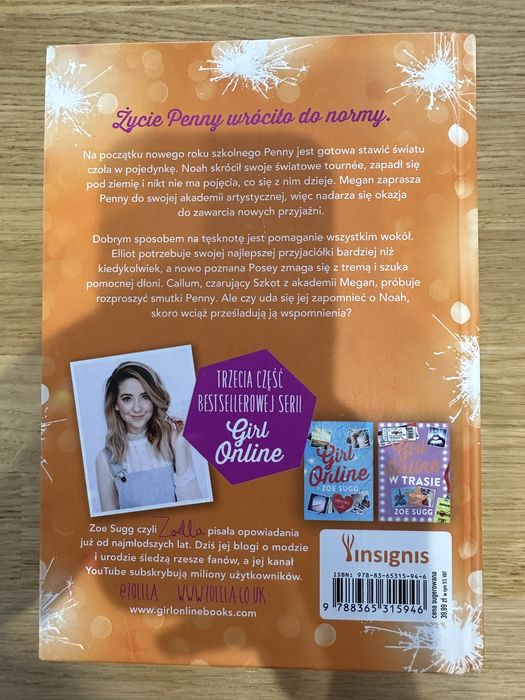 Życie Penny wróciło do normy.
Na początku nowego roku szkolnego Penny jest gotowa stawić światu
czoła w pojedynkę. Noah skrócił swoje światowe tournée, zapadł się
pod ziemię i nikt nie ma pojęcia, co się z nim dzieje. Megan zaprasza
Penny do swojej akademii artystycznej, więc nadarza się okazja
do zawarcia nowych przyjaźni.
Dobrym sposobem na tęsknotę jest pomaganie wszystkim wokół.
Elliot potrzebuje swojej najlepszej przyjaciółki bardziej niż
kiedykolwiek, a nowo poznana Posey zmaga się z tremą i szuka
pomocnej dłoni. Callum, czarujący Szkot z akademii Megan, próbuje
rozproszyć smutki Penny. Ale czy uda się jej zapomnieć o Noah,
skoro wciąż prześladują ją wspomnienia?
TRZECIA CZĘŚĆ
BESTSELLEROWEJ SERII
Girl
Online
Girl
Online
ZOE SUGG
Girl
Online
W TRASIE
ZOE SUGG
Zoe Sugg czyli Zoella pisała opowiadania
już od najmłodszych lat. Dziś jej blogi o modzie
i urodzie śledzą rzesze fanów, a jej kanał
YouTube subskrybują miliony użytkowników.
@ZOELLA WWW.ZOELLA.CO.UK
www.girlonlinebooks.com
insignis
ISBN: 978-83-65315-94-6
9 788365 315946
cena sugerowana
39,99 zł w tym 5% VAT